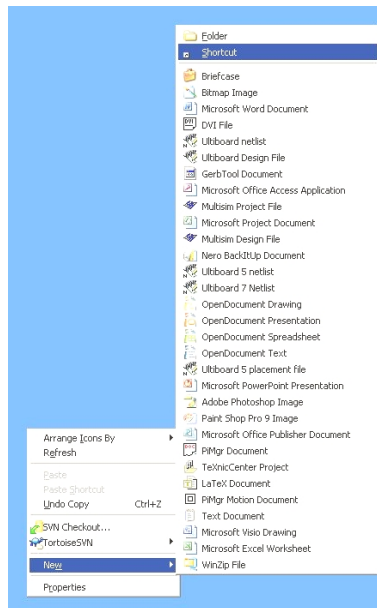 Folder
Shortcut
Briefcase
Bitmap Image
Microsoft Word Document
DVI File
Ultiboard netlist
Ultiboard Design File
GerbTool Document
Microsoft Office Access Application
Multisim Project File
Microsoft Project Document
Multisim Design File
Nero BackItUp Document
Ultiboard 5 netlist
Ultiboard 7 Netlist
OpenDocument Drawing
OpenDocument Presentation
OpenDocument Spreadsheet
OpenDocument Text
Ultiboard 5 placement file
Microsoft PowerPoint Presentation
Adobe Photoshop Image
Paint Shop Pro 9 Image
Microsoft Office Publisher Document
PiMgr Document
TeXnicCenter Project
LaTeX Document
PiMgr Motion Document
Text Document
Microsoft Visio Drawing
Microsoft Excel Worksheet
WinZip File
Arrange Icons By
Refresh
Paste
Paste Shortcut
Undo Copy Ctrl+Z
SVN Checkout...
TortoiseSVN
New
Properties